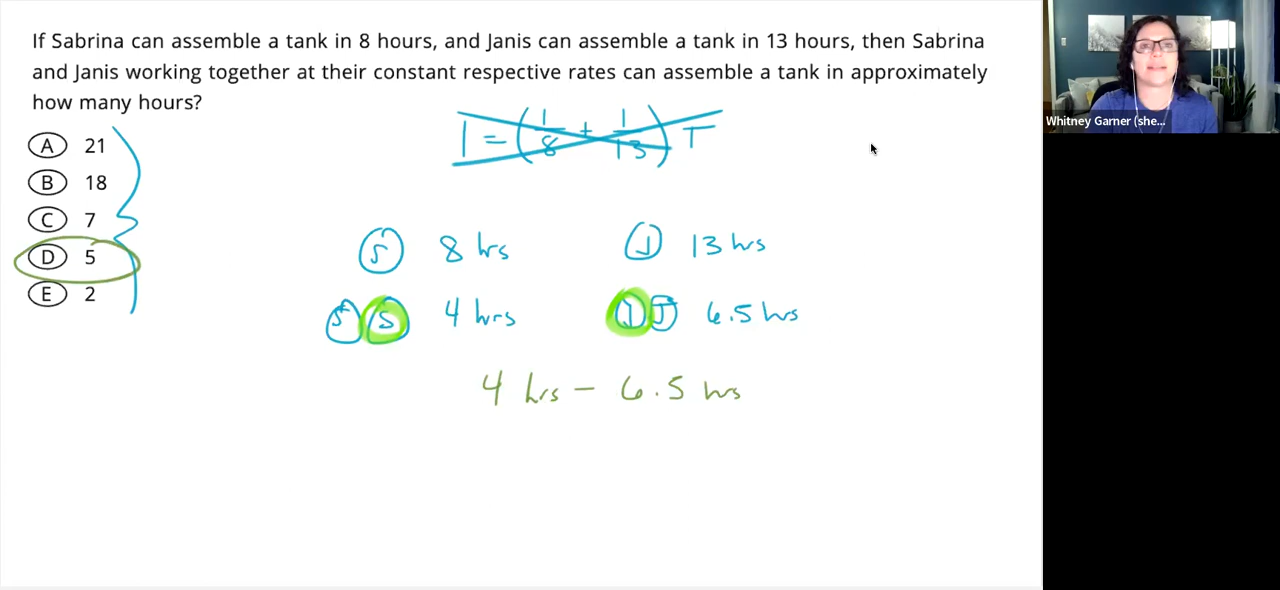 If Sabrina can assemble a tank in 8 hours, and Janis can assemble a tank in 13 hours, then Sabrina
and Janis working together at their constant respective rates can assemble a tank in approximately
how many hours?
1 = (1/8 + 1/13) T
A 21
B 18
C 7
D 5
E 2
S 8 hrs J 13 hrs
S S 4 hrs J J 6.5 hrs
4 hrs – 6.5 hrs
Whitney Garner (she...